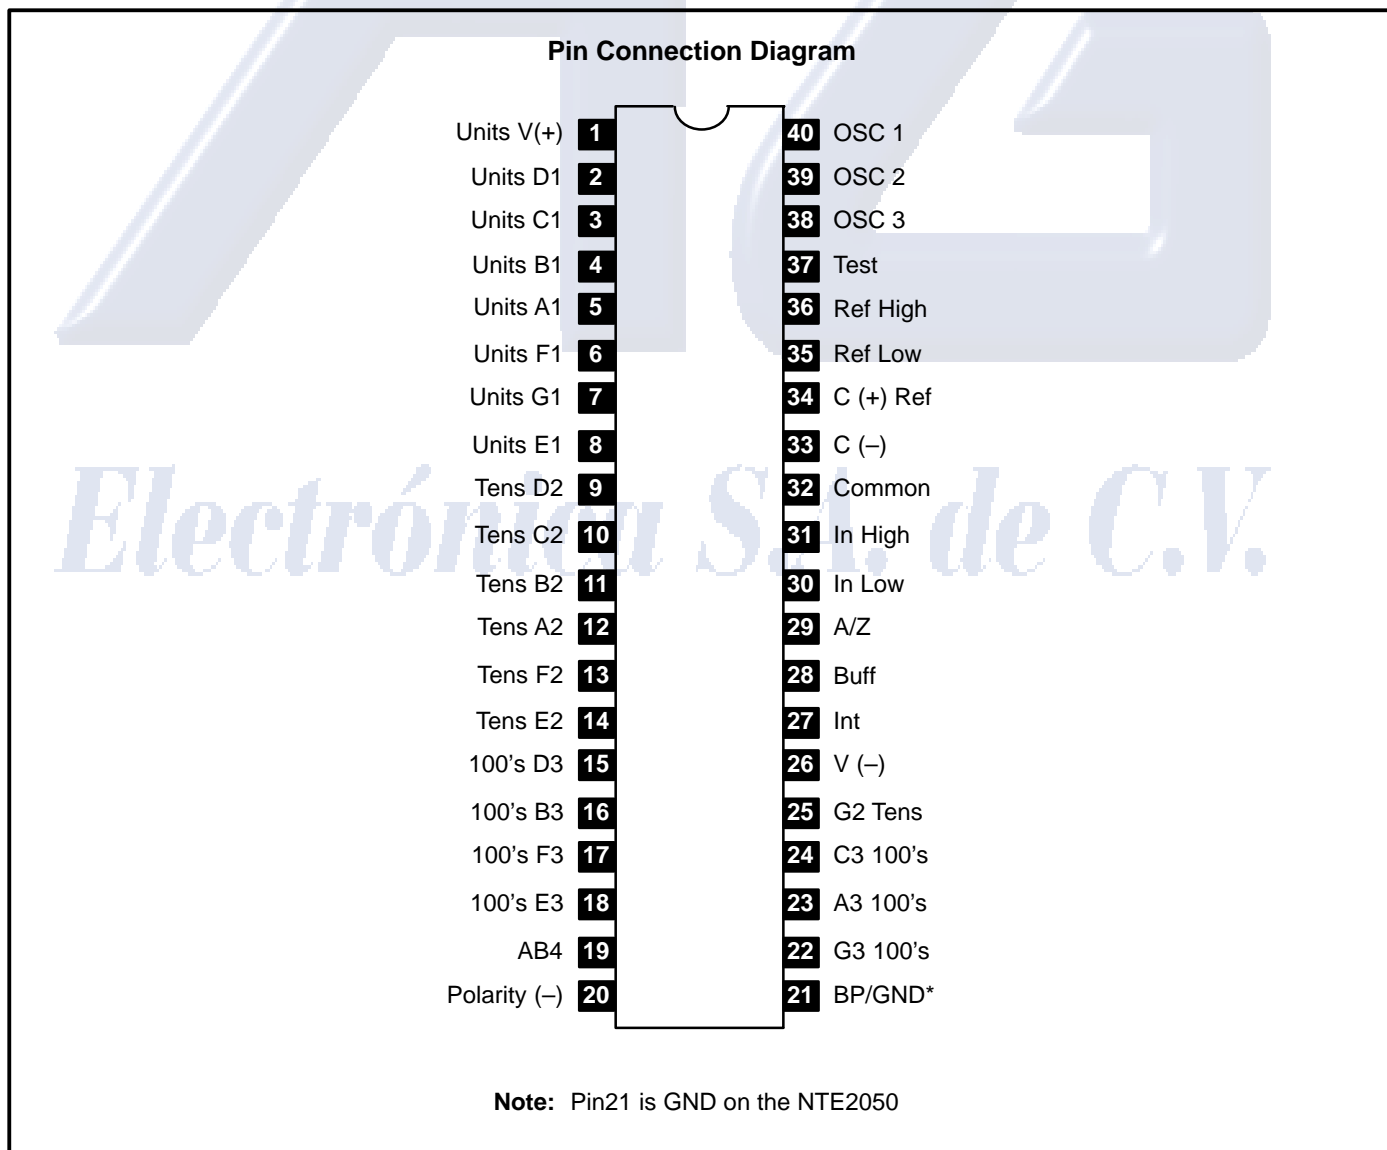 Pin Connection Diagram
Units V(+) 1 40 OSC 1
Units D1 2 39 OSC 2
Units C1 3 38 OSC 3
Units B1 4 37 Test
Units A1 5 36 Ref High
Units F1 6 35 Ref Low
Units G1 7 34 C (+) Ref
Units E1 8 33 C (–)
Tens D2 9 32 Common
Tens C2 10 31 In High
Tens B2 11 30 In Low
Tens A2 12 29 A/Z
Tens F2 13 28 Buff
Tens E2 14 27 Int
100’s D3 15 26 V (–)
100’s B3 16 25 G2 Tens
100’s F3 17 24 C3 100’s
100’s E3 18 23 A3 100’s
AB4 19 22 G3 100’s
Polarity (–) 20 21 BP/GND*
Note: Pin21 is GND on the NTE2050
Electrónica S.A. de C.V.